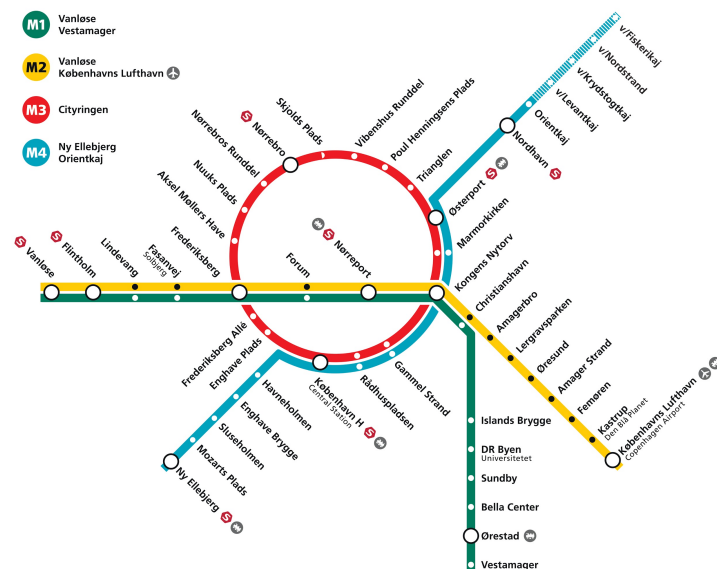 M1
Vanløse
Vestamager
M2
Vanløse
Københavns Lufthavn
M3
Cityringen
M4
Ny Ellebjerg
Orientkaj
v/Fiskerikaj
v/Nordstrand
v/Krydstogtkaj
v/Levantkaj
Orientkaj
Nordhavn
S
Østerport
S
Marmorkirken
Trianglen
Poul Henningsens Plads
Vibenshus Runddel
Skjolds Plads
S
Nørrebro
Nørrebros Runddel
Nuuks Plads
Aksel Møllers Have
Frederiksberg
S
Vanløse
S
Flintholm
Lindevang
Fasanvej
Solbjerg
Forum
S
Nørreport
Kongens Nytorv
Christianshavn
Amagerbro
Lergravsparken
Øresund
Amager Strand
Femøren
Kastrup
Den Blå Planet
Københavns Lufthavn
Copenhagen Airport
Frederiksberg Allé
Enghave Plads
København H
Central Station
S
Rådhuspladsen
Gammel Strand
Havneholmen
Enghave Brygge
Sluseholmen
Mozarts Plads
Ny Ellebjerg
S
Islands Brygge
DR Byen
Universitetet
Sundby
Bella Center
Ørestad
Vestamager